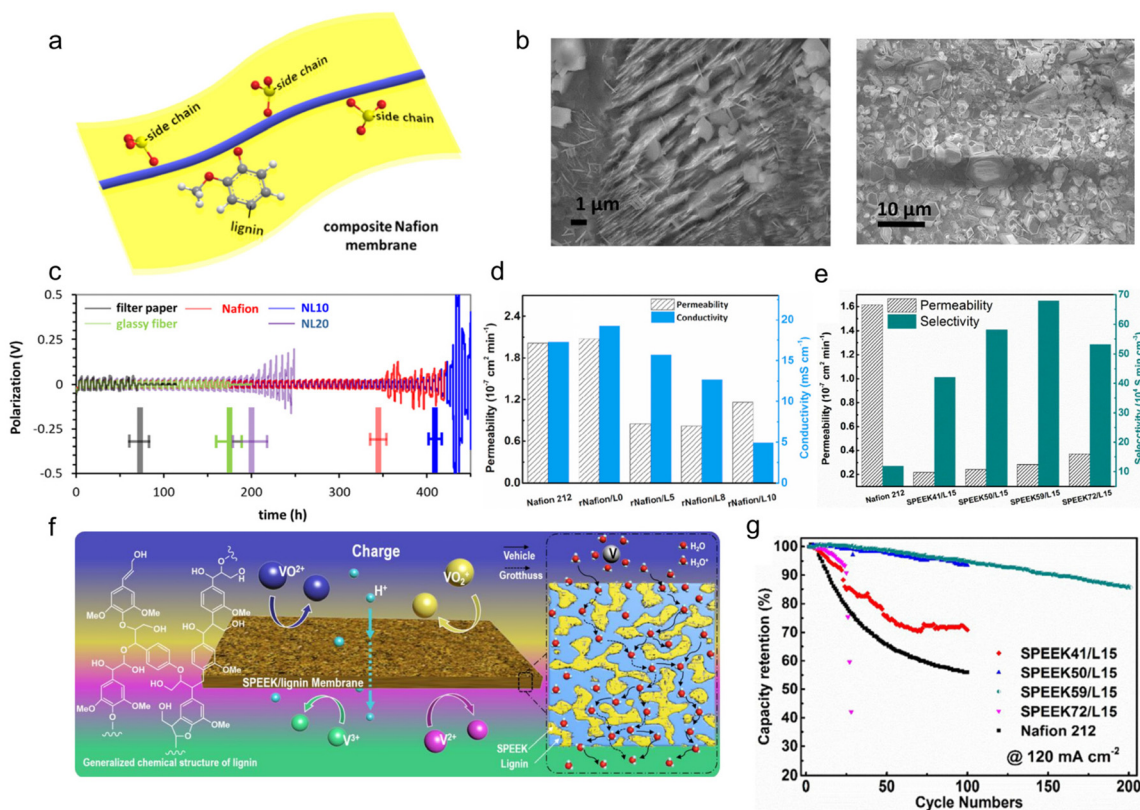 a
side chain
side chain
side chain
lignin
composite Nafion
membrane
b
1 μm
10 μm
c
0.5
0.25
0
-0.25
-0.5
Polarization (V)
filter paper
Nafion
NL10
glassy fiber
NL20
0
100
200
300
400
time (h)
d
Permeability
Conductivity
Permeability (10⁻⁷ cm² min⁻¹)
0.0
0.6
1.2
1.8
2.4
0
5
10
15
20
Conductivity (mS cm⁻¹)
Nafion 212
rNafion/L0
rNafion/L5
rNafion/L8
rNafion/L10
e
Permeability
Selectivity
Permeability (10⁻⁷ cm² min⁻¹)
0.2
0.4
0.6
0.8
1.0
1.2
1.4
1.6
10
20
30
40
50
60
70
Nafion 212
SPEEK41/L15
SPEEK50/L15
SPEEK59/L15
SPEEK72/L15
f
Charge
Vehicle
Grotthuss
V
H₂O
H₃O⁺
VO²⁺
VO₂⁺
H⁺
SPEEK/lignin Membrane
V³⁺
V²⁺
SPEEK
Lignin
OH
HO
OH
MeO
OMe
HO
OMe
MeO
OMe
HO
OMe
Generalized chemical structure of lignin
g
Capacity retention (%)
100
90
80
70
60
50
40
30
20
SPEEK41/L15
SPEEK50/L15
SPEEK59/L15
SPEEK72/L15
Nafion 212
@ 120 mA cm⁻²
0
50
100
150
200
Cycle Numbers